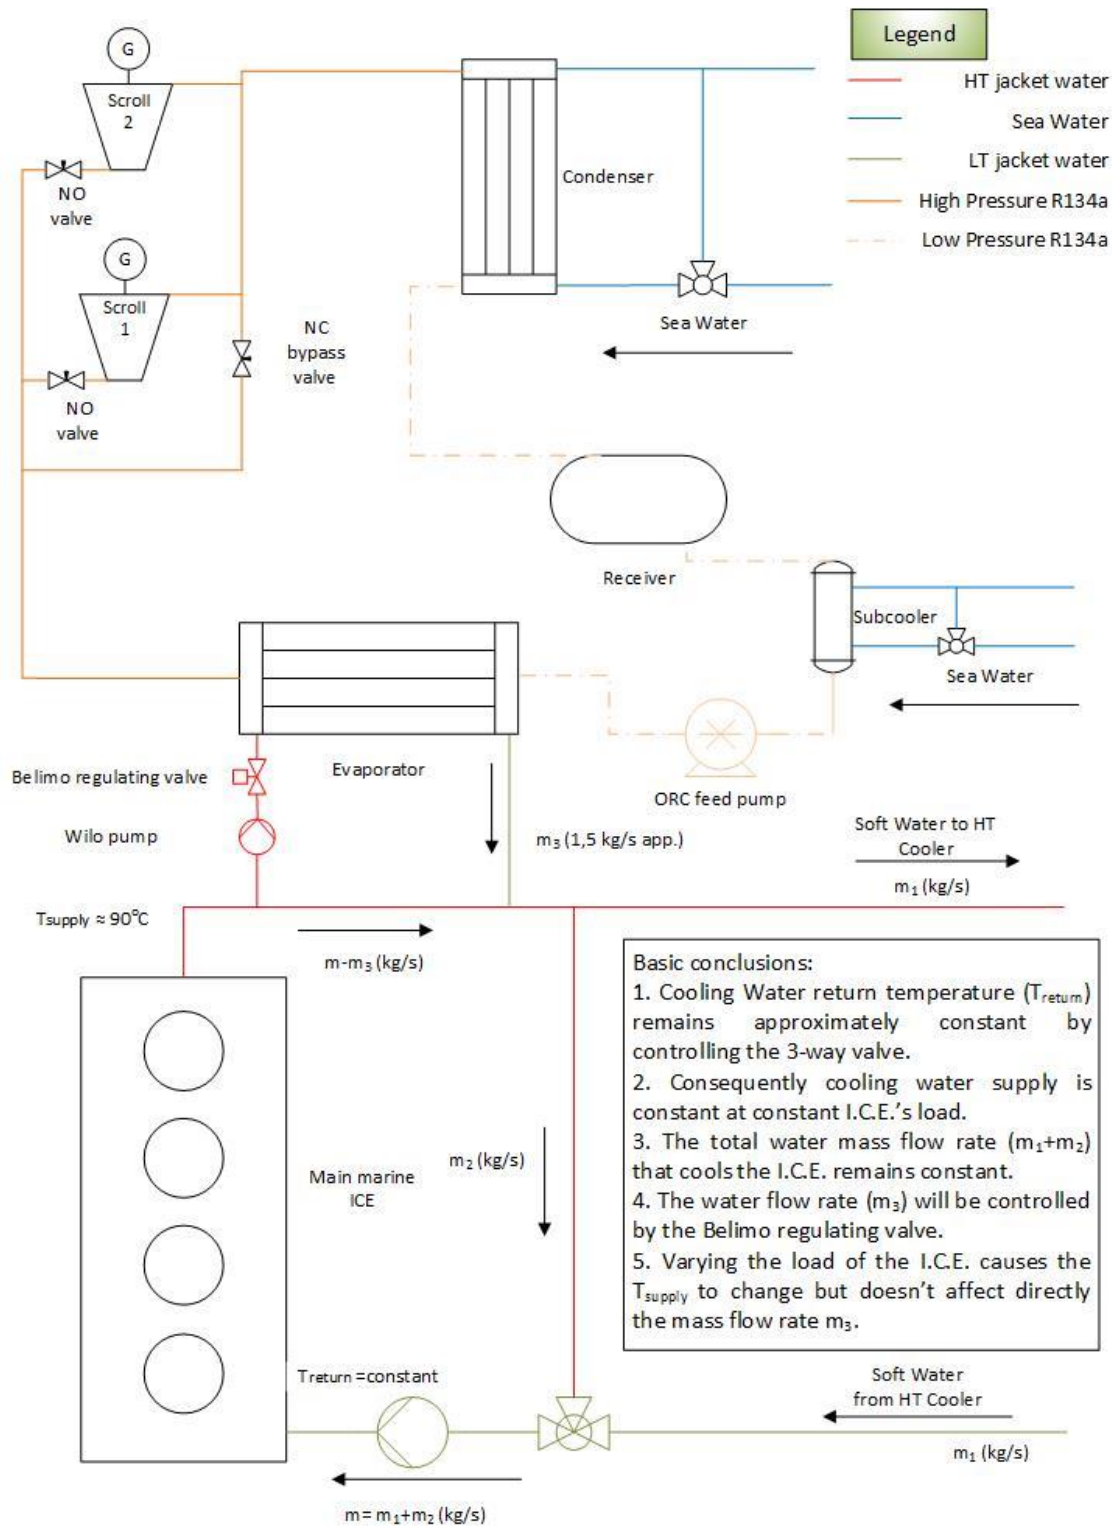 Legend
HT jacket water
Sea Water
LT jacket water
High Pressure R134a
Low Pressure R134a
G
Scroll
2
NO
valve
G
Scroll
1
NO
valve
NC
bypass
valve
Condenser
Sea Water
Receiver
Subcooler
Sea Water
Evaporator
ORC feed pump
Belimo regulating valve
Wilo pump
m₃ (1,5 kg/s app.)
Soft Water to HT
Cooler
m₁ (kg/s)
Tsupply ≈ 90°C
m-m₃ (kg/s)
m₂ (kg/s)
Main marine
ICE
Basic conclusions:
1. Cooling Water return temperature (Treturn)
remains approximately constant by
controlling the 3-way valve.
2. Consequently cooling water supply is
constant at constant I.C.E.’s load.
3. The total water mass flow rate (m₁+m₂)
that cools the I.C.E. remains constant.
4. The water flow rate (m₃) will be controlled
by the Belimo regulating valve.
5. Varying the load of the I.C.E. causes the
Tsupply to change but doesn’t affect directly
the mass flow rate m₃.
Treturn =constant
Soft Water
from HT Cooler
m₁ (kg/s)
m= m₁+m₂ (kg/s)